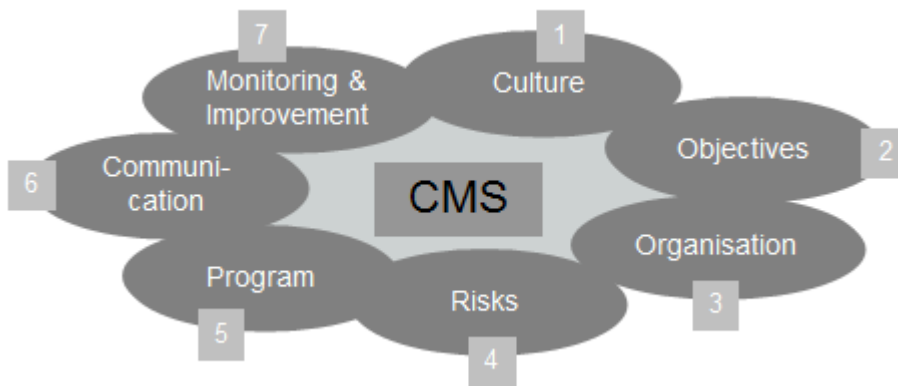 7
Monitoring &
Improvement
1
Culture
Objectives
2
Communi-
cation
6
CMS
Organisation
3
Program
5
Risks
4